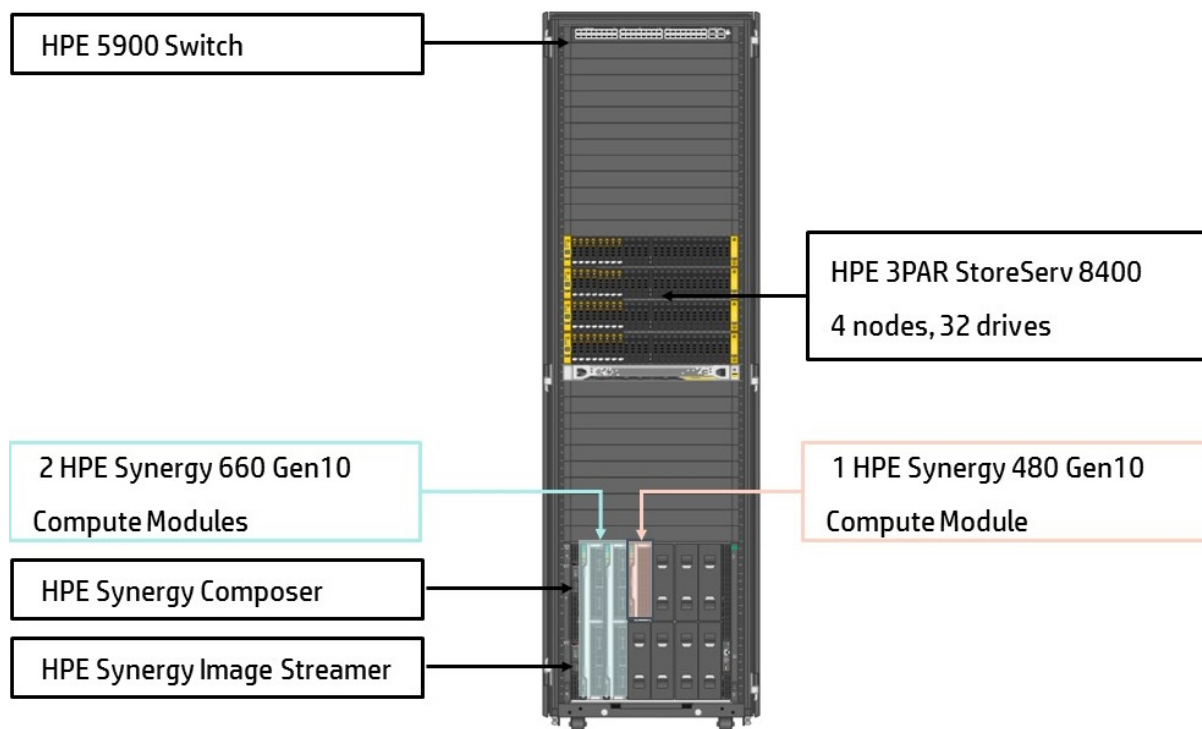 HPE 5900 Switch
HPE 3PAR StoreServ 8400
4 nodes, 32 drives
2 HPE Synergy 660 Gen10
Compute Modules
1 HPE Synergy 480 Gen10
Compute Module
HPE Synergy Composer
HPE Synergy Image Streamer